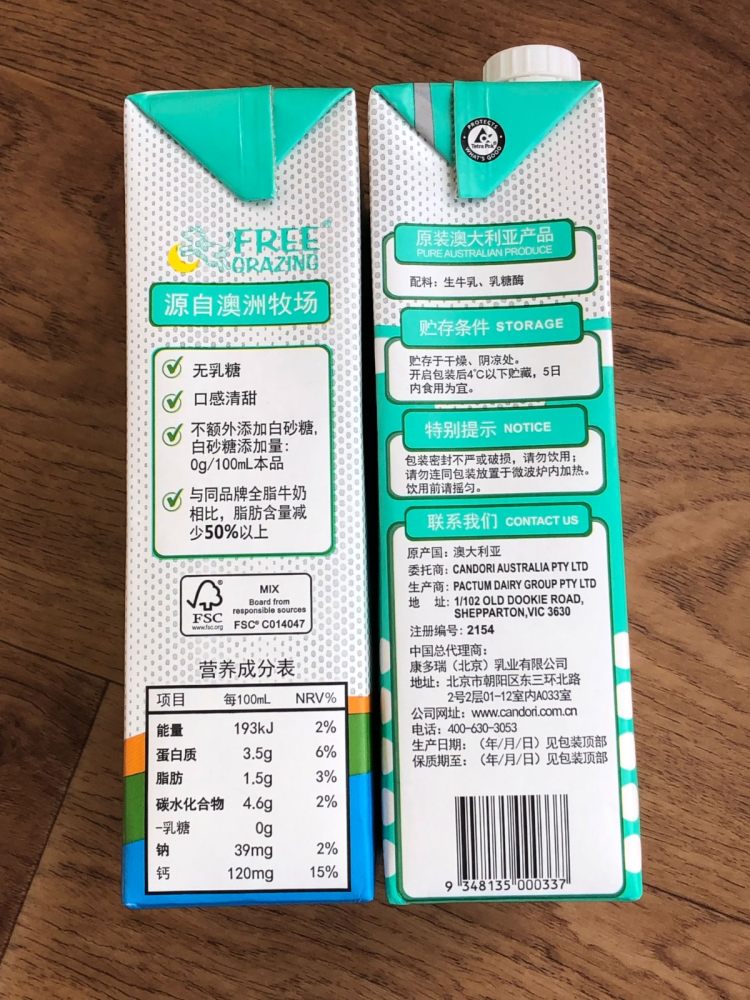 FREE
GRAZING
源自澳洲牧场
无乳糖
口感清甜
不额外添加白砂糖,
白砂糖添加量:
0g/100mL本品
与同品牌全脂牛奶
相比，脂肪含量减
少50%以上
FSC
www.fsc.org
MIX
Board from
responsible sources
FSC® C014047
营养成分表
项目 每100mL NRV%
能量 193kJ 2%
蛋白质 3.5g 6%
脂肪 1.5g 3%
碳水化合物 4.6g 2%
-乳糖 0g
钠 39mg 2%
钙 120mg 15%
PROTECTS
Tetra Pak®
WHAT'S GOOD
原装澳大利亚产品
PURE AUSTRALIAN PRODUCE
配料：生牛乳、乳糖酶
贮存条件 STORAGE
贮存于干燥、阴凉处。
开启包装后4℃以下贮藏，5日
内食用为宜。
特别提示 NOTICE
包装密封不严或破损，请勿饮用；
请勿连同包装放置于微波炉内加热。
饮用前请摇匀。
联系我们 CONTACT US
原产国：澳大利亚
委托商：CANDORI AUSTRALIA PTY LTD
生产商：PACTUM DAIRY GROUP PTY LTD
地 址：1/102 OLD DOOKIE ROAD,
SHEPPARTON,VIC 3630
注册编号：2154
中国总代理商：
康多瑞（北京）乳业有限公司
地址：北京市朝阳区东三环北路
2号2层01-12室内A033室
公司网址：www.candori.com.cn
电话：400-630-3053
生产日期：（年/月/日）见包装顶部
保质期至：（年/月/日）见包装顶部
9 348135 000337